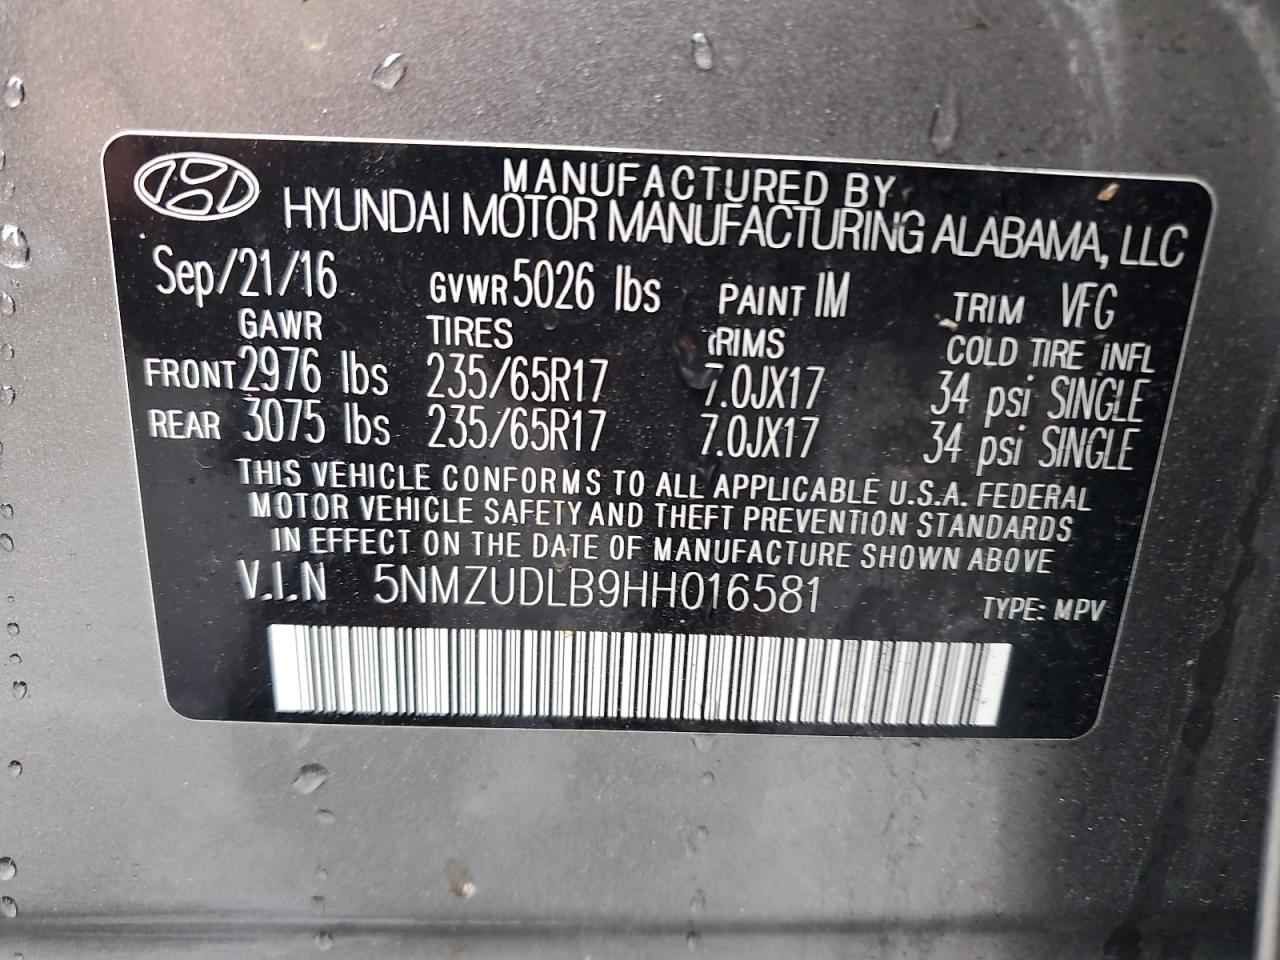 MANUFACTURED BY
HYUNDAI MOTOR MANUFACTURING ALABAMA, LLC
Sep/21/16 GVWR 5026 lbs PAINT IM TRIM VFG
GAWR TIRES RIMS COLD TIRE INFL
FRONT 2976 lbs 235/65R17 7.0JX17 34 psi SINGLE
REAR 3075 lbs 235/65R17 7.0JX17 34 psi SINGLE
THIS VEHICLE CONFORMS TO ALL APPLICABLE U.S.A. FEDERAL
MOTOR VEHICLE SAFETY AND THEFT PREVENTION STANDARDS
IN EFFECT ON THE DATE OF MANUFACTURE SHOWN ABOVE
V.I.N 5NMZUDLB9HH016581 TYPE: MPV